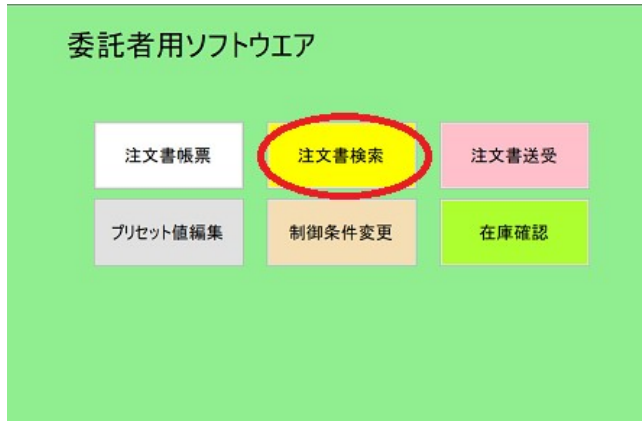 委託者用ソフトウエア
注文書帳票
注文書検索
注文書送受
プリセット値編集
制御条件変更
在庫確認